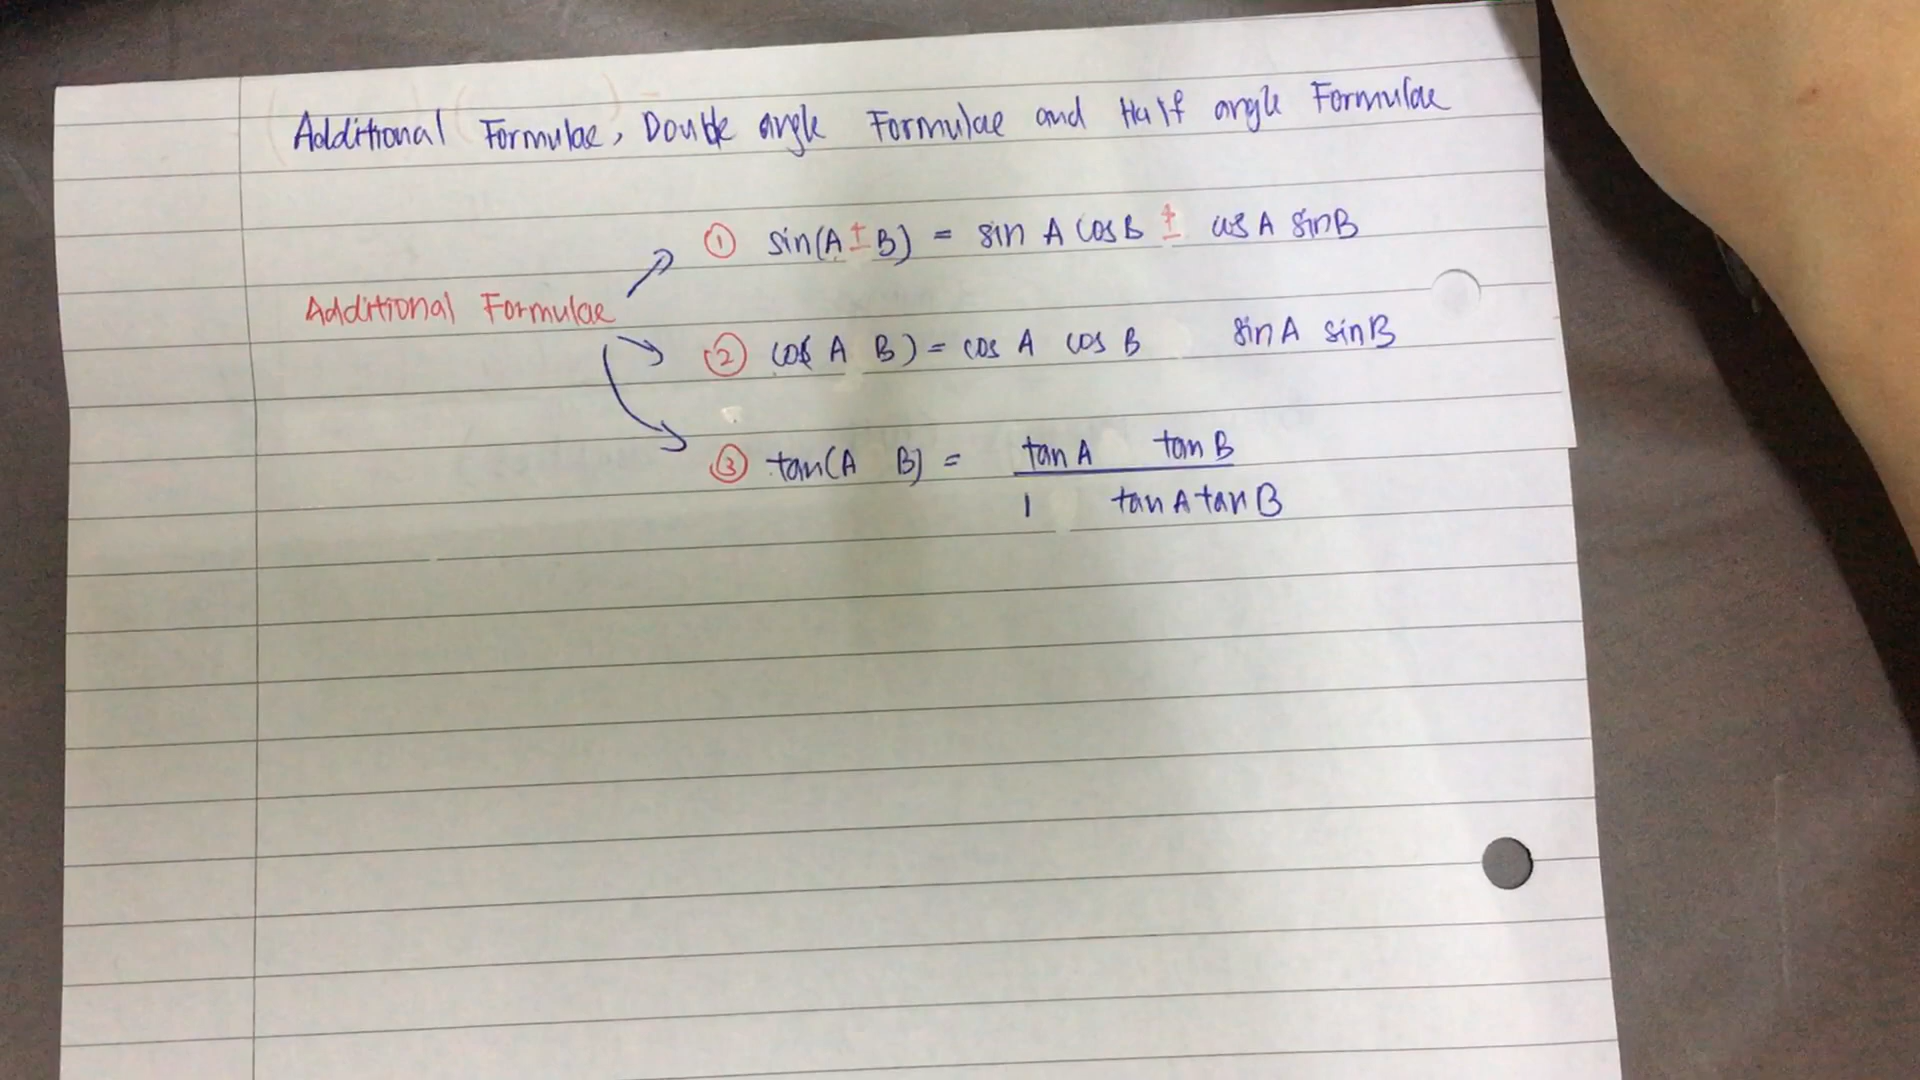 Additional Formulae, Double angle Formulae and Half angle Formulae
① sin(A ± B) = sin A cos B ± cos A sin B
Additional Formulae
② cos( A B) = cos A cos B sin A sin B
③ tan(A B) = tan A tan B
1 tan A tan B